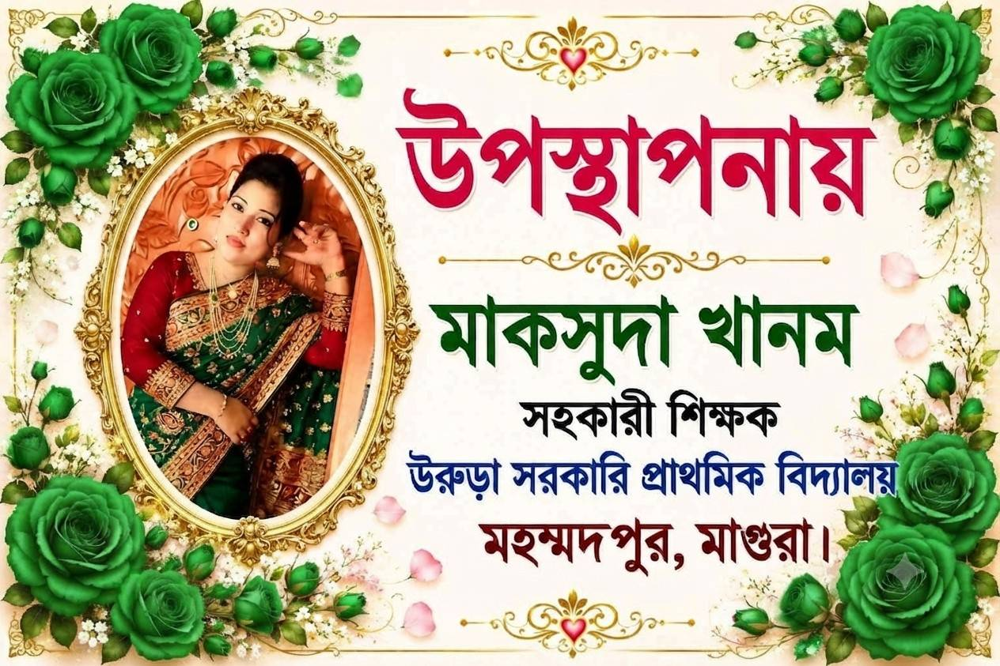 উপস্থাপনায়
মাকসুদা খানম
সহকারী শিক্ষক
উরুড়া সরকারি প্রাথমিক বিদ্যালয়
মহম্মদপুর, মাগুরা।